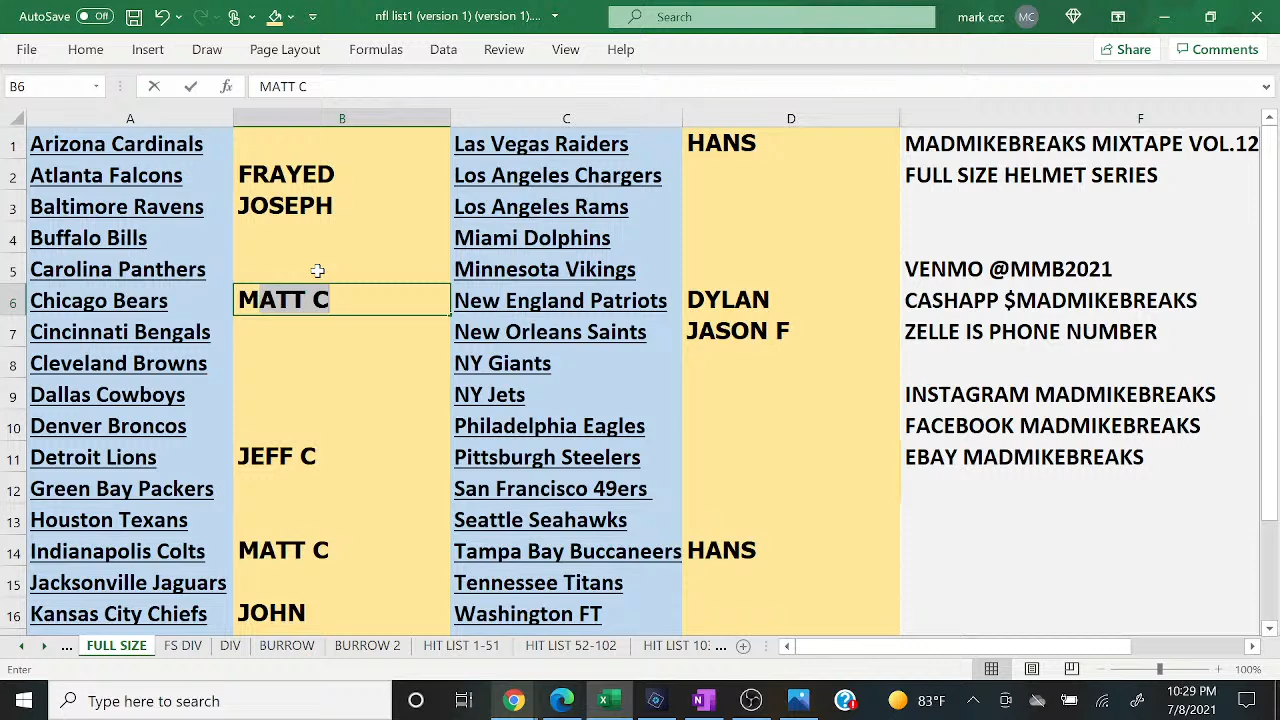 AutoSave Off nfl list1 (version 1) (version 1).... Search mark ccc MC
File Home Insert Draw Page Layout Formulas Data Review View Help Share Comments
B6 fx MATT C
A B C D F
1 Arizona Cardinals Las Vegas Raiders HANS MADMIKEBREAKS MIXTAPE VOL.12
2 Atlanta Falcons FRAYED Los Angeles Chargers FULL SIZE HELMET SERIES
3 Baltimore Ravens JOSEPH Los Angeles Rams
4 Buffalo Bills Miami Dolphins
5 Carolina Panthers Minnesota Vikings VENMO @MMB2021
6 Chicago Bears MATT C New England Patriots DYLAN CASHAPP $MADMIKEBREAKS
7 Cincinnati Bengals New Orleans Saints JASON F ZELLE IS PHONE NUMBER
8 Cleveland Browns NY Giants
9 Dallas Cowboys NY Jets INSTAGRAM MADMIKEBREAKS
10 Denver Broncos Philadelphia Eagles FACEBOOK MADMIKEBREAKS
11 Detroit Lions JEFF C Pittsburgh Steelers EBAY MADMIKEBREAKS
12 Green Bay Packers San Francisco 49ers
13 Houston Texans Seattle Seahawks
14 Indianapolis Colts MATT C Tampa Bay Buccaneers HANS
15 Jacksonville Jaguars Tennessee Titans
16 Kansas City Chiefs JOHN Washington FT
... FULL SIZE FS DIV DIV BURROW BURROW 2 HIT LIST 1-51 HIT LIST 52-102 HIT LIST 10 ...
Enter 100%
Type here to search 83°F 10:29 PM
7/8/2021